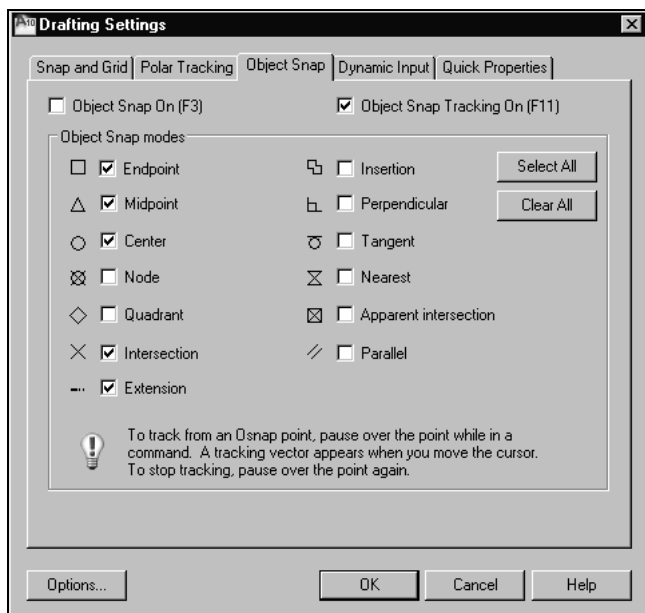 A10 Drafting Settings
Snap and Grid Polar Tracking Object Snap Dynamic Input Quick Properties
Object Snap On (F3) Object Snap Tracking On (F11)
Object Snap modes
Endpoint Insertion Select All
Midpoint Perpendicular Clear All
Center Tangent
Node Nearest
Quadrant Apparent intersection
Intersection Parallel
Extension
To track from an Osnap point, pause over the point while in a
command. A tracking vector appears when you move the cursor.
To stop tracking, pause over the point again.
Options... OK Cancel Help